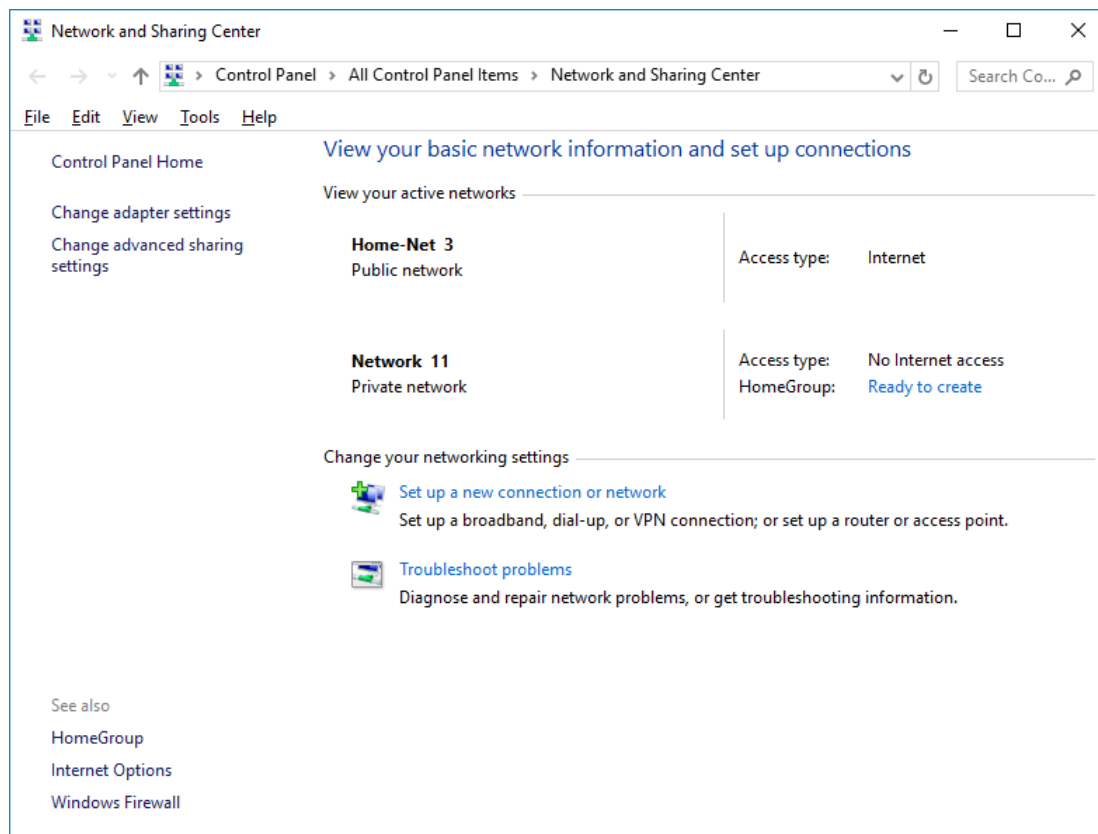 Network and Sharing Center
Control Panel > All Control Panel Items > Network and Sharing Center
Search Co...
File Edit View Tools Help
Control Panel Home
Change adapter settings
Change advanced sharing
settings
View your basic network information and set up connections
View your active networks
Home-Net 3
Public network
Access type: Internet
Network 11
Private network
Access type: No Internet access
HomeGroup: Ready to create
Change your networking settings
Set up a new connection or network
Set up a broadband, dial-up, or VPN connection; or set up a router or access point.
Troubleshoot problems
Diagnose and repair network problems, or get troubleshooting information.
See also
HomeGroup
Internet Options
Windows Firewall